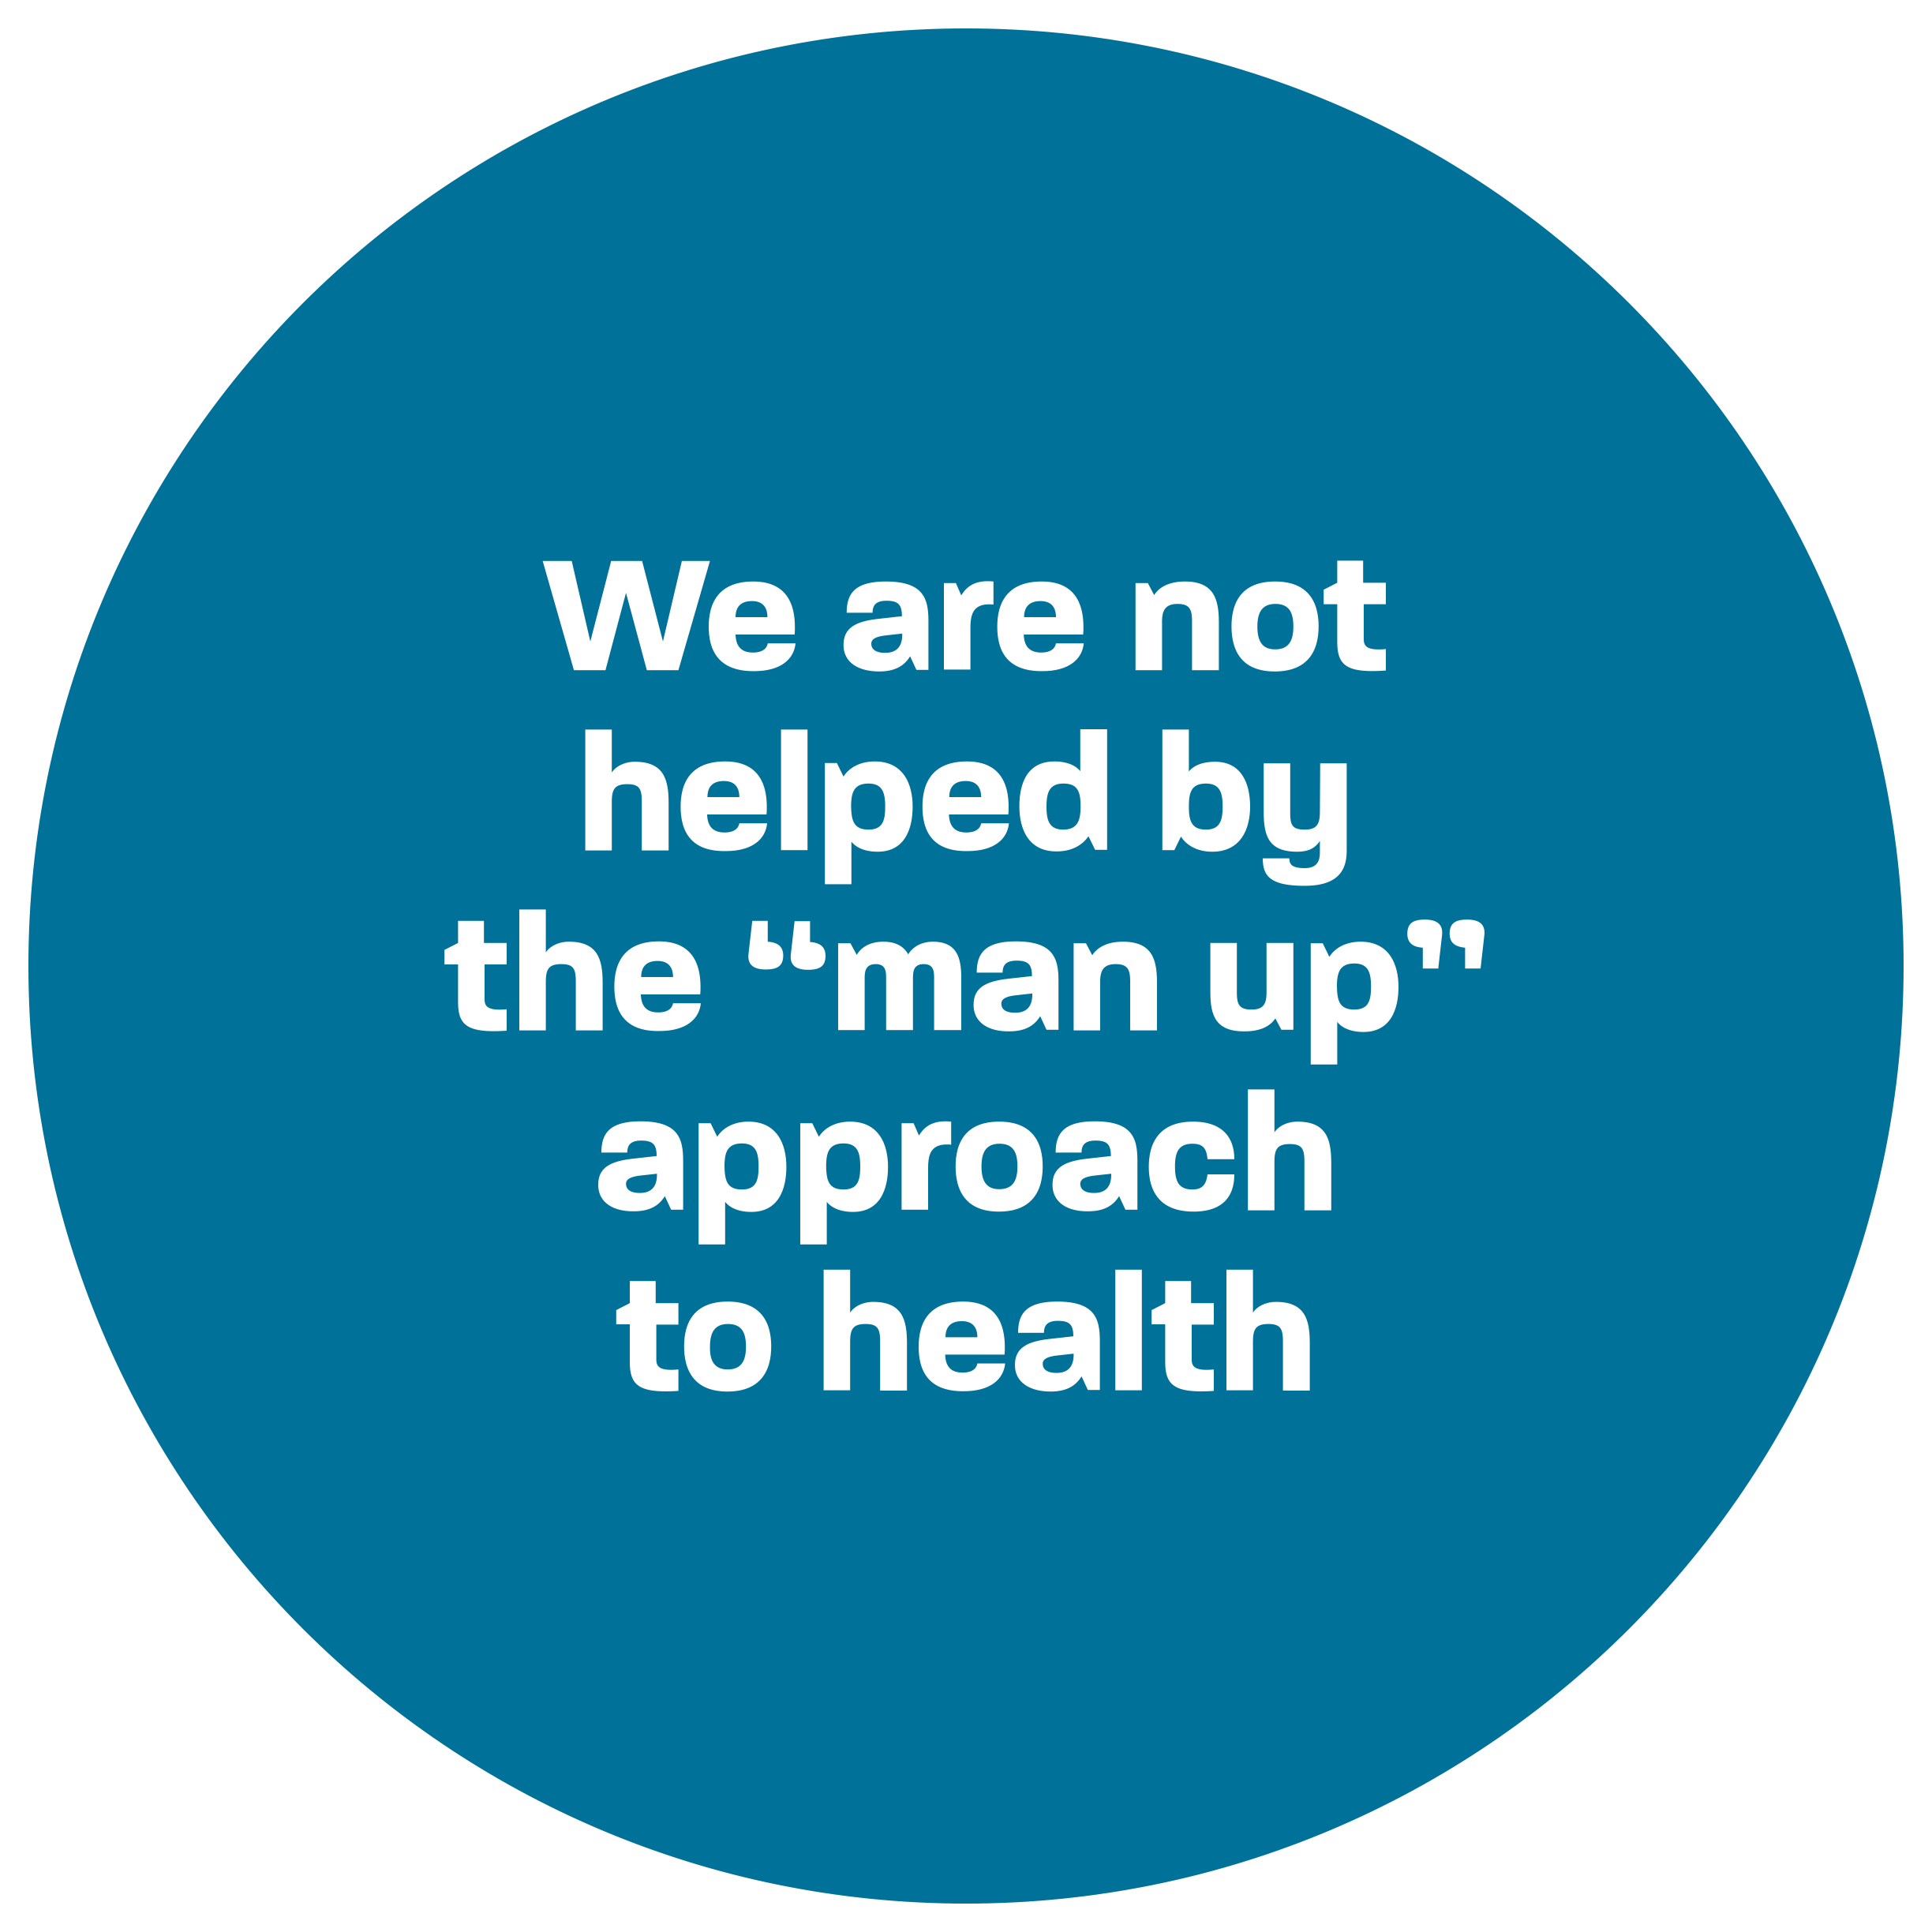 We are not
helped by
the “man up”
approach
to health